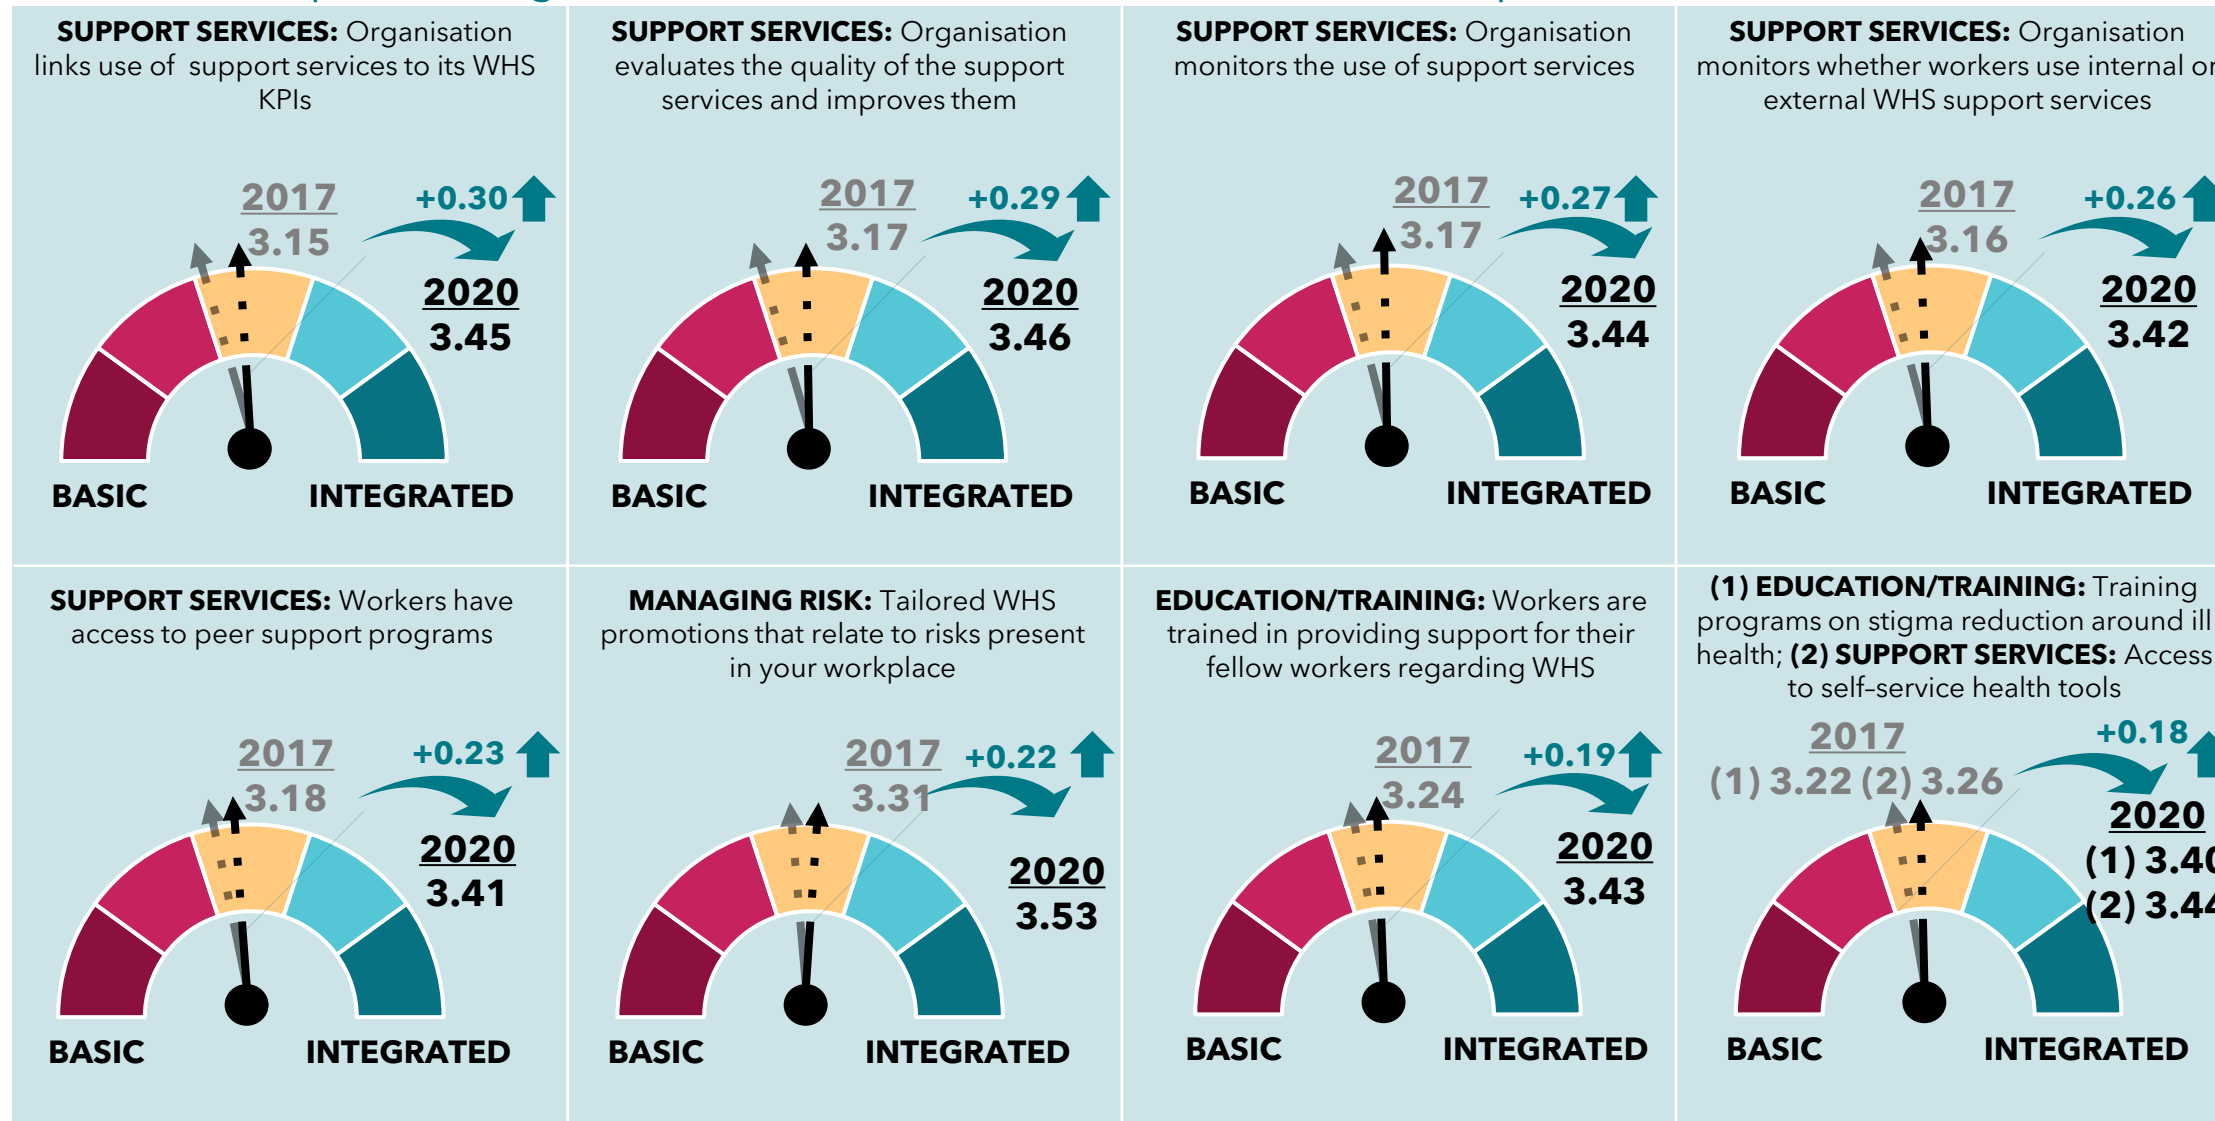 SUPPORT SERVICES: Organisation
links use of support services to its WHS
KPIs
2017
3.15
+0.30
2020
3.45
BASIC
INTEGRATED
SUPPORT SERVICES: Organisation
evaluates the quality of the support
services and improves them
2017
3.17
+0.29
2020
3.46
BASIC
INTEGRATED
SUPPORT SERVICES: Organisation
monitors the use of support services
2017
3.17
+0.27
2020
3.44
BASIC
INTEGRATED
SUPPORT SERVICES: Organisation
monitors whether workers use internal or
external WHS support services
2017
3.16
+0.26
2020
3.42
BASIC
INTEGRATED
SUPPORT SERVICES: Workers have
access to peer support programs
2017
3.18
+0.23
2020
3.41
BASIC
INTEGRATED
MANAGING RISK: Tailored WHS
promotions that relate to risks present
in your workplace
2017
3.31
+0.22
2020
3.53
BASIC
INTEGRATED
EDUCATION/TRAINING: Workers are
trained in providing support for their
fellow workers regarding WHS
2017
3.24
+0.19
2020
3.43
BASIC
INTEGRATED
(1) EDUCATION/TRAINING: Training
programs on stigma reduction around ill
health; (2) SUPPORT SERVICES: Access
to self–service health tools
2017
(1) 3.22 (2) 3.26
+0.18
2020
(1) 3.40
(2) 3.44
BASIC
INTEGRATED